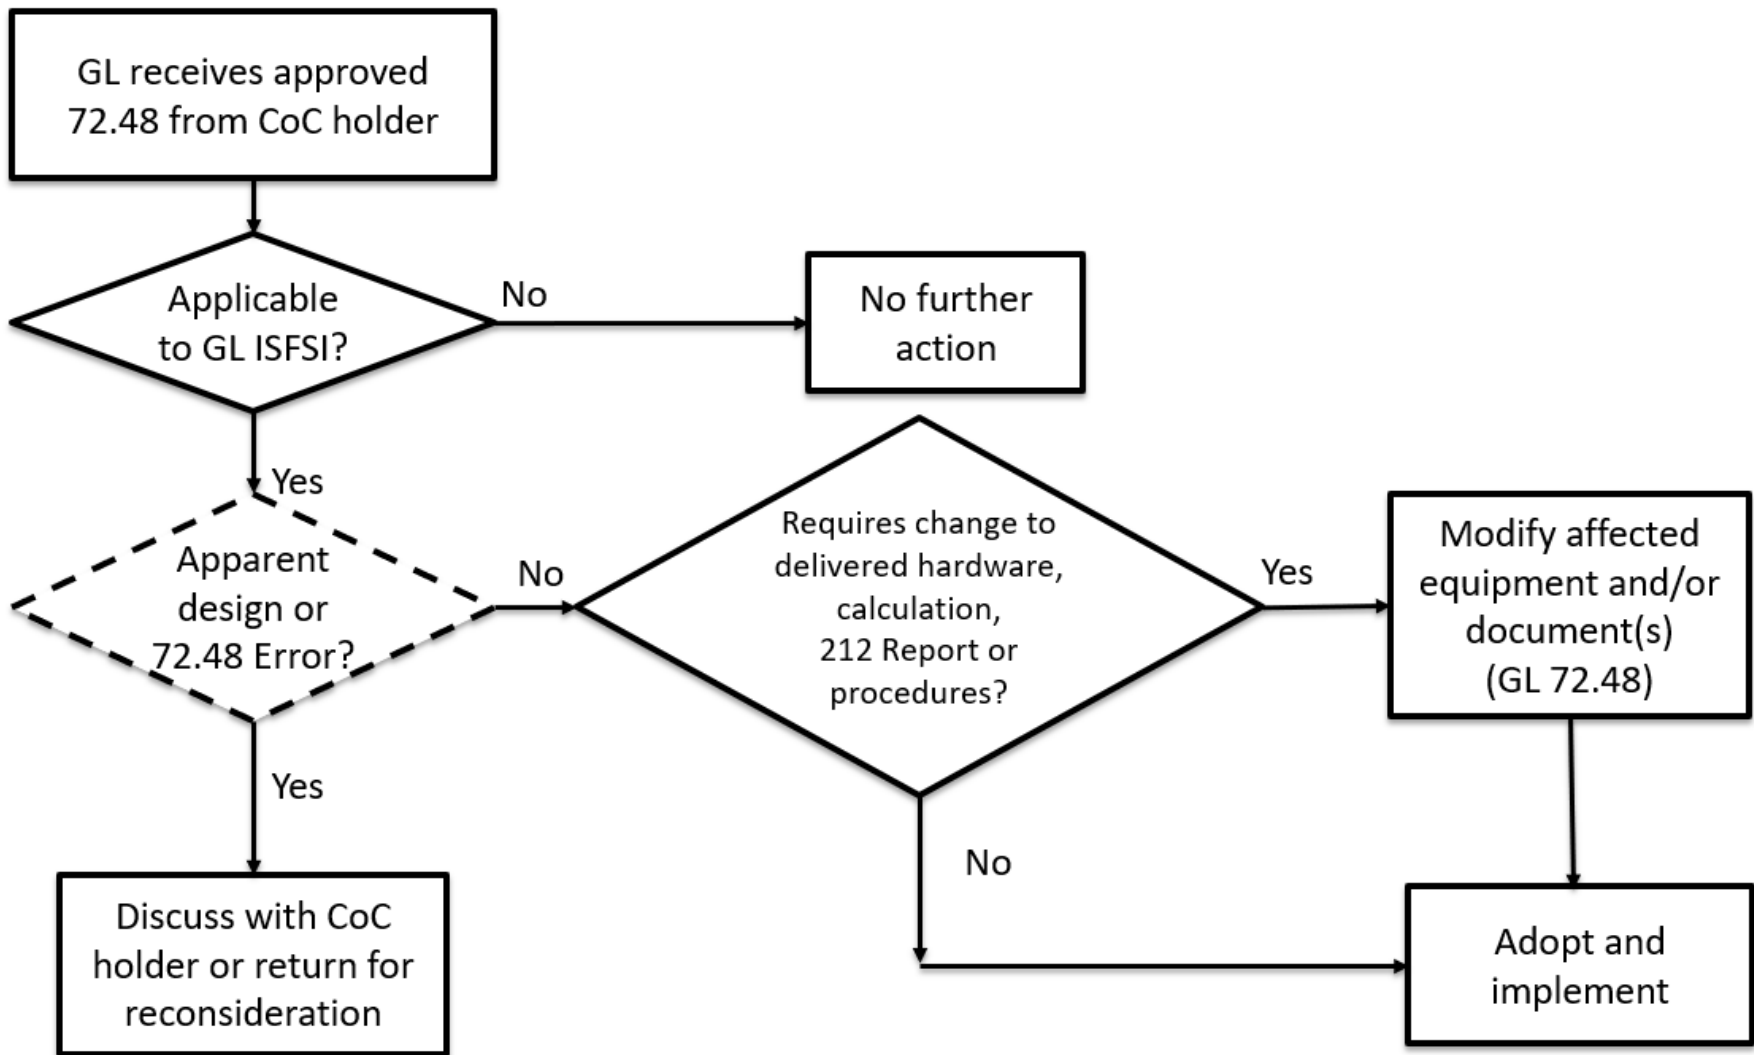 GL receives approved
72.48 from CoC holder
Applicable
to GL ISFSI?
No
No further
action
Yes
Apparent
design or
72.48 Error?
No
Requires change to
delivered hardware,
calculation,
212 Report or
procedures?
Yes
Modify affected
equipment and/or
document(s)
(GL 72.48)
Yes
No
Discuss with CoC
holder or return for
reconsideration
Adopt and
implement